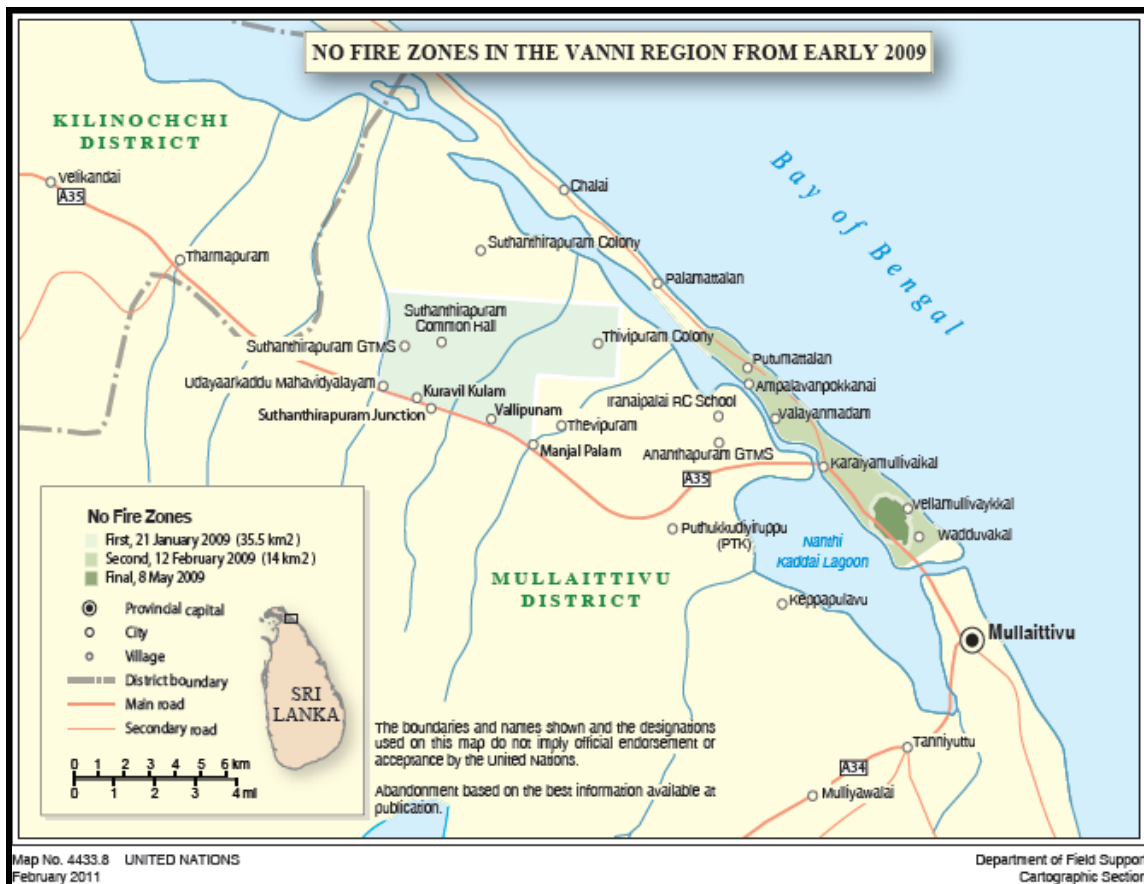 NO FIRE ZONES IN THE VANNI REGION FROM EARLY 2009
KILINOCHCHI
DISTRICT
Velikandai
A35
Tharmapuram
Chalai
Bay of Bengal
Suthanthirapuram Colony
Palamattalan
Suthanthirapuram
Common Hall
Suthanthirapuram GTMS
Thivipuram Colony
Putumattalan
Udayaarkaddu Mahavidyalayam
Ampalavanpokkanai
Kuravil Kulam
Iranaipalai RC School
Suthanthirapuram Junction
Vallipunam
Valayanmadam
Thevipuram
Manjal Palam
Ananthapuram GTMS
Karaiyamullivaikal
A35
Vellamullivaykkal
Puthukkudiyiruppu
(PTK)
Wadduvakal
Nanthi
Kaddai Lagoon
MULLAITTIVU
DISTRICT
Keppapulavu
Mullaittivu
Tanniyuttu
A34
Mulliyawalai
No Fire Zones
First, 21 January 2009 (35.5 km2)
Second, 12 February 2009 (14 km2)
Final, 8 May 2009
Provincial capital
City
Village
District boundary
Main road
Secondary road
SRI
LANKA
0 1 2 3 4 5 6 km
0 1 2 3 4 mi
The boundaries and names shown and the designations
used on this map do not imply official endorsement or
acceptance by the United Nations.
Abandonment based on the best information available at
publication.
Map No. 4433.8 UNITED NATIONS
February 2011
Department of Field Support
Cartographic Section